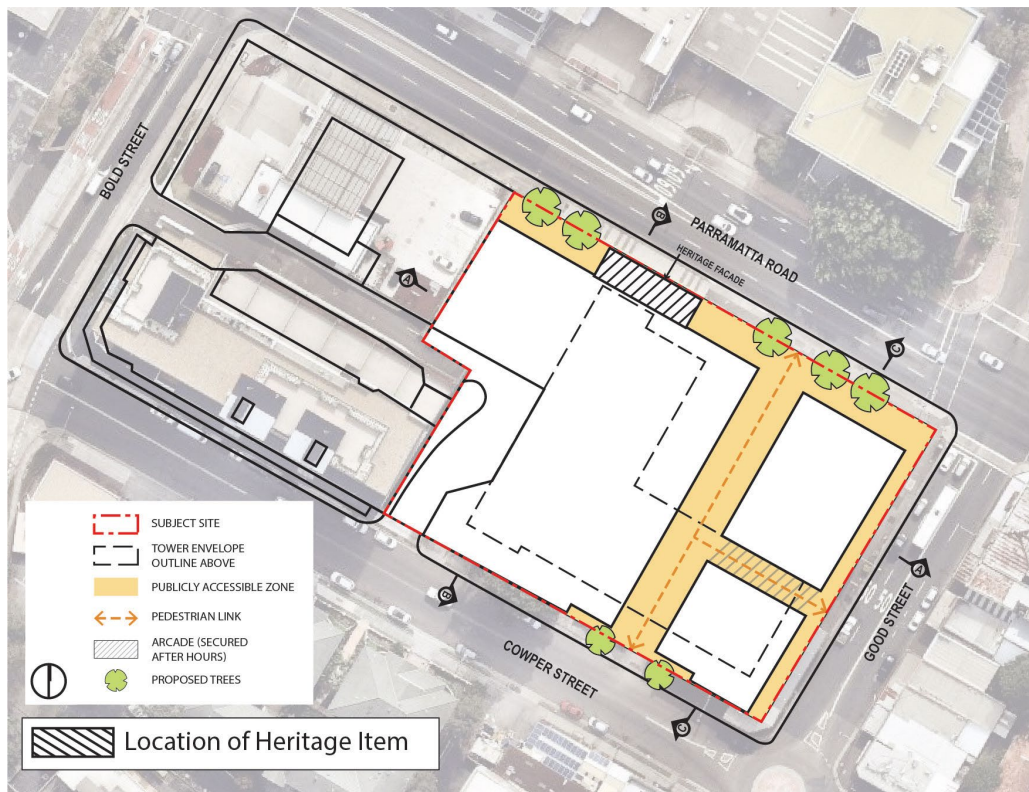 BOLD STREET
PARRAMATTA ROAD
HERITAGE FACADE
B
A
C
A
GOOD STREET
B
COWPER STREET
C
SUBJECT SITE
TOWER ENVELOPE
OUTLINE ABOVE
PUBLICLY ACCESSIBLE ZONE
PEDESTRIAN LINK
ARCADE (SECURED
AFTER HOURS)
PROPOSED TREES
Location of Heritage Item